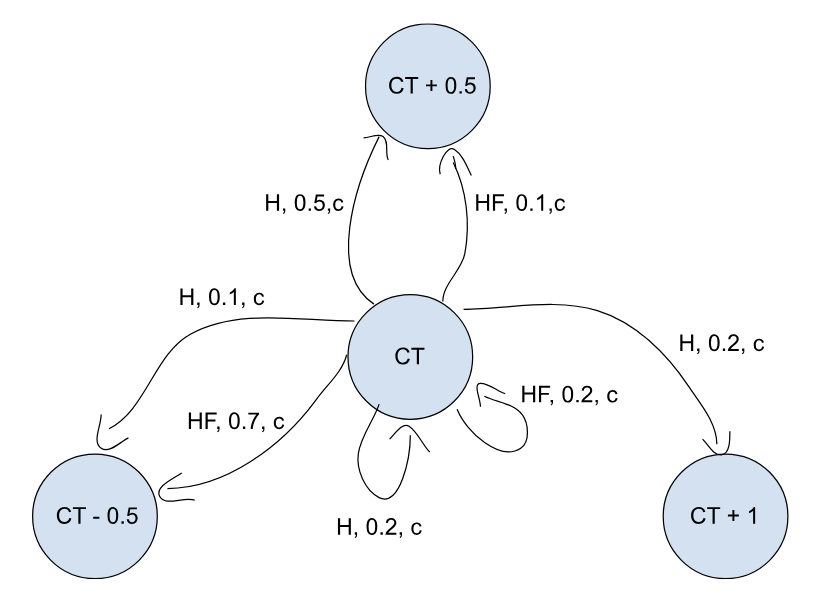 CT + 0.5
H, 0.5,c
HF, 0.1,c
H, 0.1, c
H, 0.2, c
CT
HF, 0.2, c
HF, 0.7, c
CT - 0.5
H, 0.2, c
CT + 1